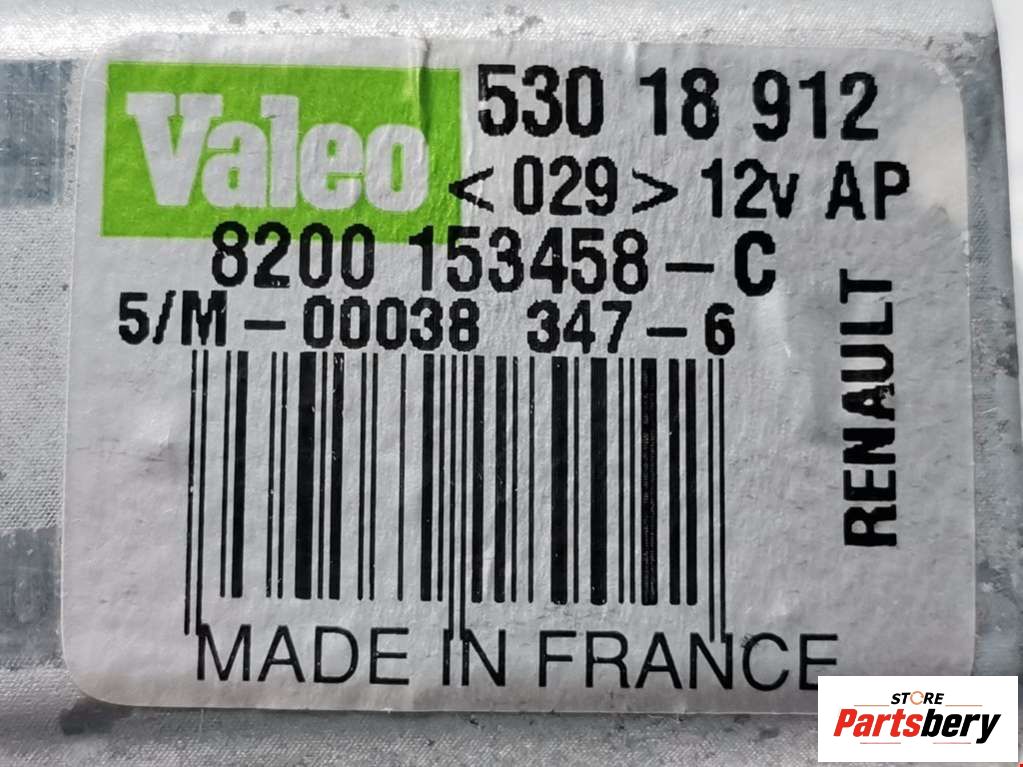 Valeo
530 18 912
<029> 12v AP
8200 153458-C
5/M-00038 347-6
RENAULT
MADE IN FRANCE
STORE
Partsbery